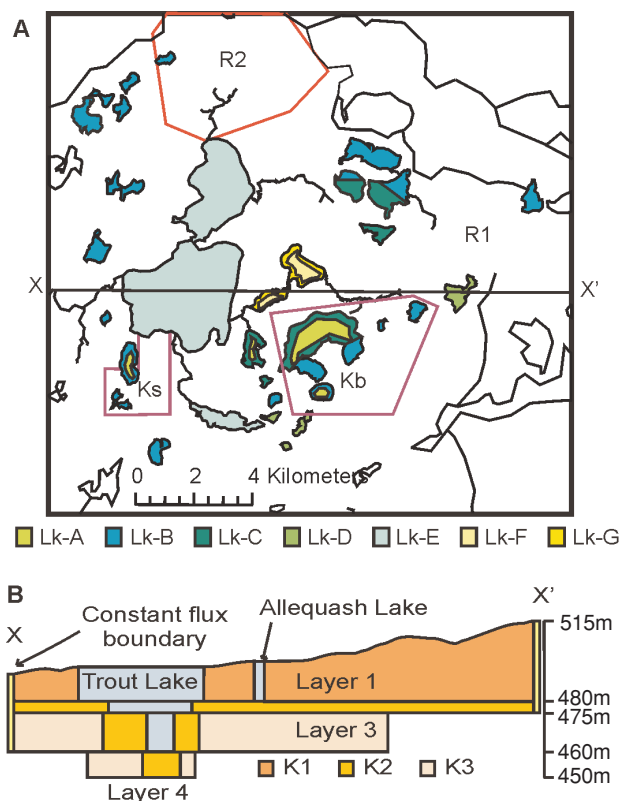 A
R2
R1
X
X'
Ks
Kb
0 2 4 Kilometers
Lk-A Lk-B Lk-C Lk-D Lk-E Lk-F Lk-G
B
X
Constant flux
boundary
Allequash Lake
X'
515m
Trout Lake
Layer 1
480m
475m
Layer 3
460m
K1 K2 K3
450m
Layer 4